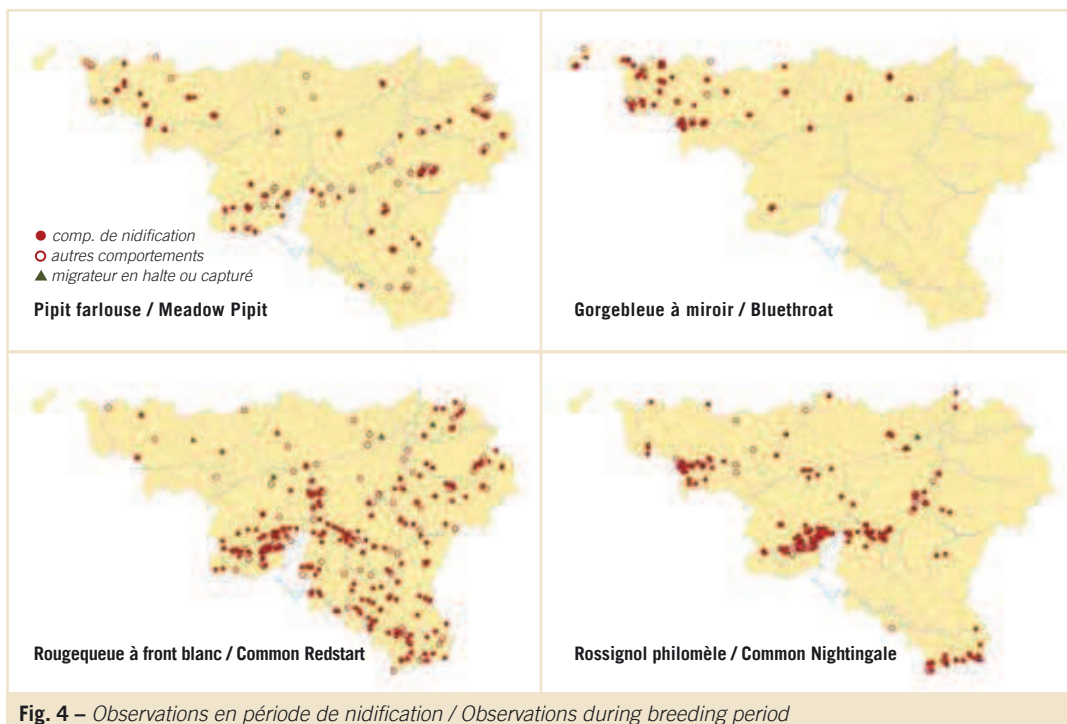 comp. de nidification
autres comportements
migrateur en halte ou capturé
Pipit farlouse / Meadow Pipit
Gorgebleue à miroir / Bluethroat
Rougequeue à front blanc / Common Redstart
Rossignol philomèle / Common Nightingale
Fig. 4 – Observations en période de nidification / Observations during breeding period